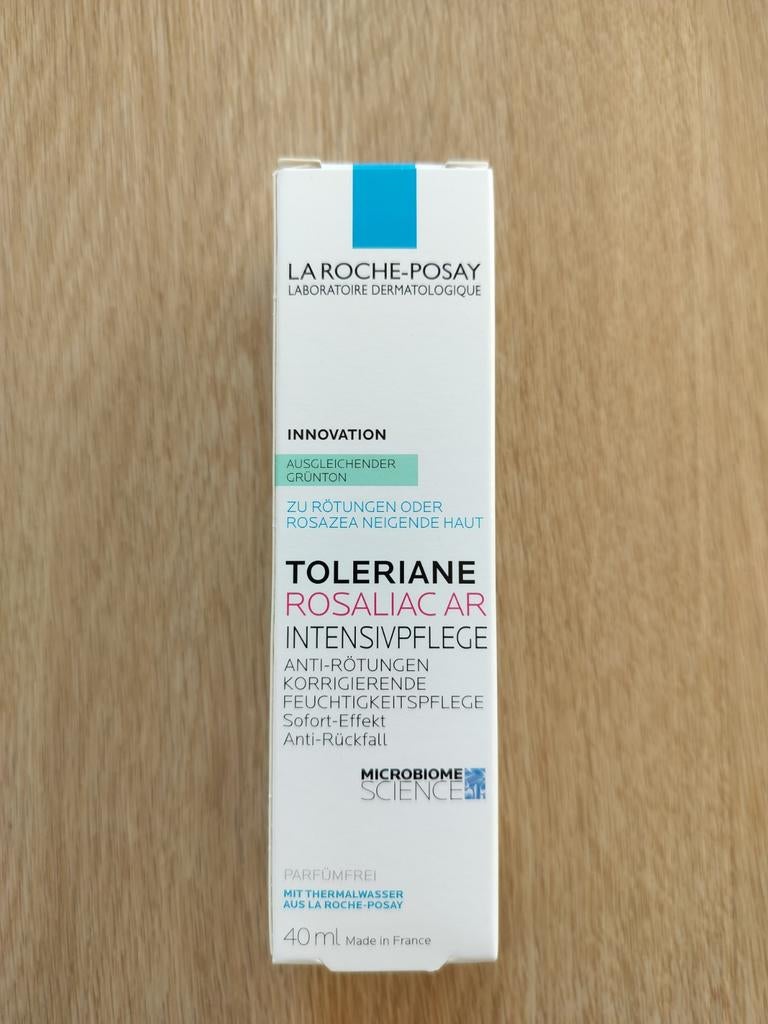 LA ROCHE-POSAY
LABORATOIRE DERMATOLOGIQUE
INNOVATION
AUSGLEICHENDER
GRÜNTON
ZU RÖTUNGEN ODER
ROSAZEA NEIGENDE HAUT
TOLERIANE
ROSALIAC AR
INTENSIVPFLEGE
ANTI-RÖTUNGEN
KORRIGIERENDE
FEUCHTIGKEITSPFLEGE
Sofort-Effekt
Anti-Rückfall
MICROBIOME
SCIENCE
PARFÜMFREI
MIT THERMALWASSER
AUS LA ROCHE-POSAY
40 ml Made in France